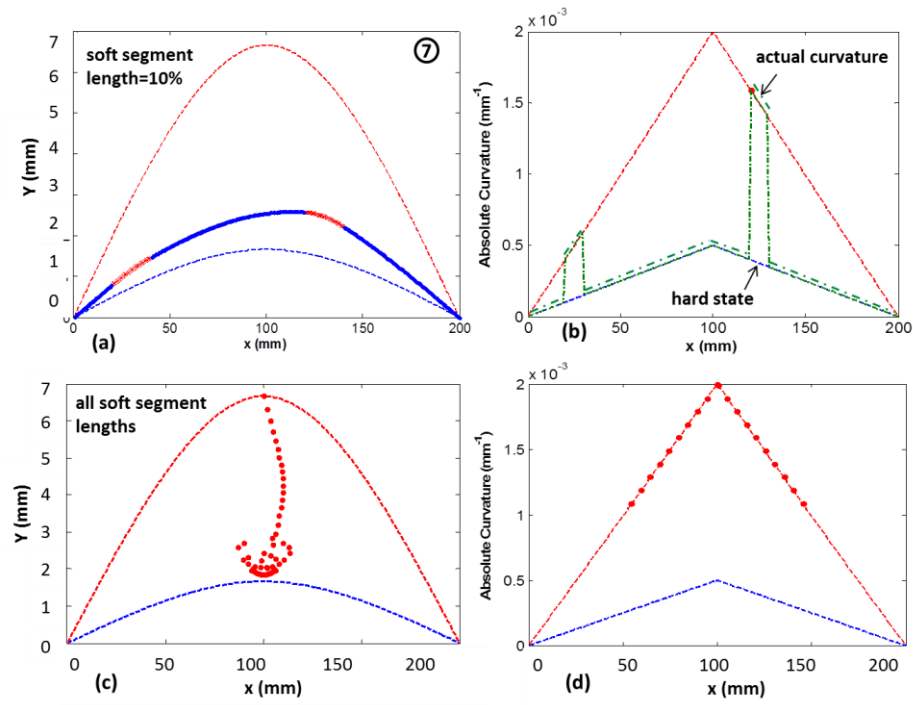 7
6
5
4
3
2
1
0
Y (mm)
soft segment
length=10%
7
(a)
0
50
100
150
200
x (mm)
2
x 10⁻³
1.5
1
0.5
0
Absolute Curvature (mm⁻¹)
actual curvature
hard state
0
50
100
150
200
(b)
x (mm)
7
6
5
4
3
2
1
0
Y (mm)
all soft segment
lengths
0
50
100
150
200
(c)
x (mm)
2
x 10⁻³
1.5
1
0.5
0
Absolute Curvature (mm⁻¹)
0
50
100
150
200
x (mm)
(d)